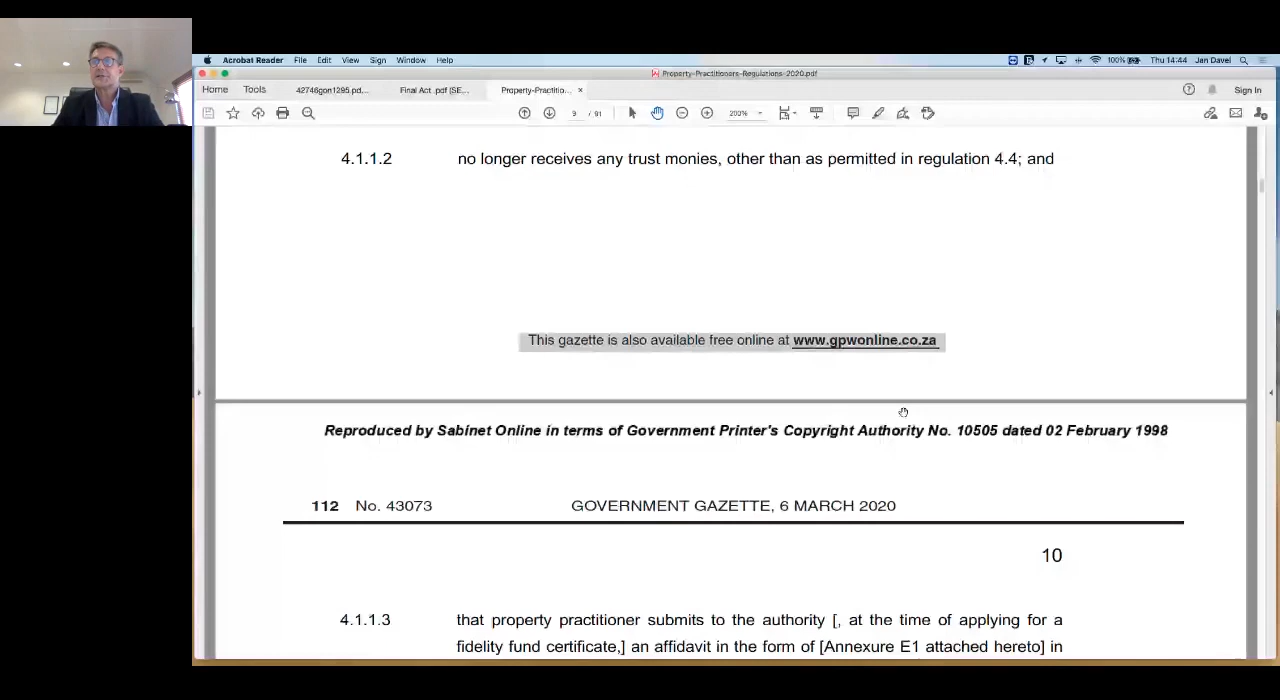 Acrobat Reader File Edit View Sign Window Help 100% Thu 14:44 Jan Davel
Property-Practitioners-Regulations-2020.pdf
Home Tools 42746gon1295.pd... Final Act .pdf (SE... Property-Practitio... × Sign In
9 / 91 200%
4.1.1.2 no longer receives any trust monies, other than as permitted in regulation 4.4; and
This gazette is also available free online at www.gpwonline.co.za
Reproduced by Sabinet Online in terms of Government Printer's Copyright Authority No. 10505 dated 02 February 1998
112 No. 43073 GOVERNMENT GAZETTE, 6 MARCH 2020
10
4.1.1.3 that property practitioner submits to the authority [, at the time of applying for a
fidelity fund certificate,] an affidavit in the form of [Annexure E1 attached hereto] in